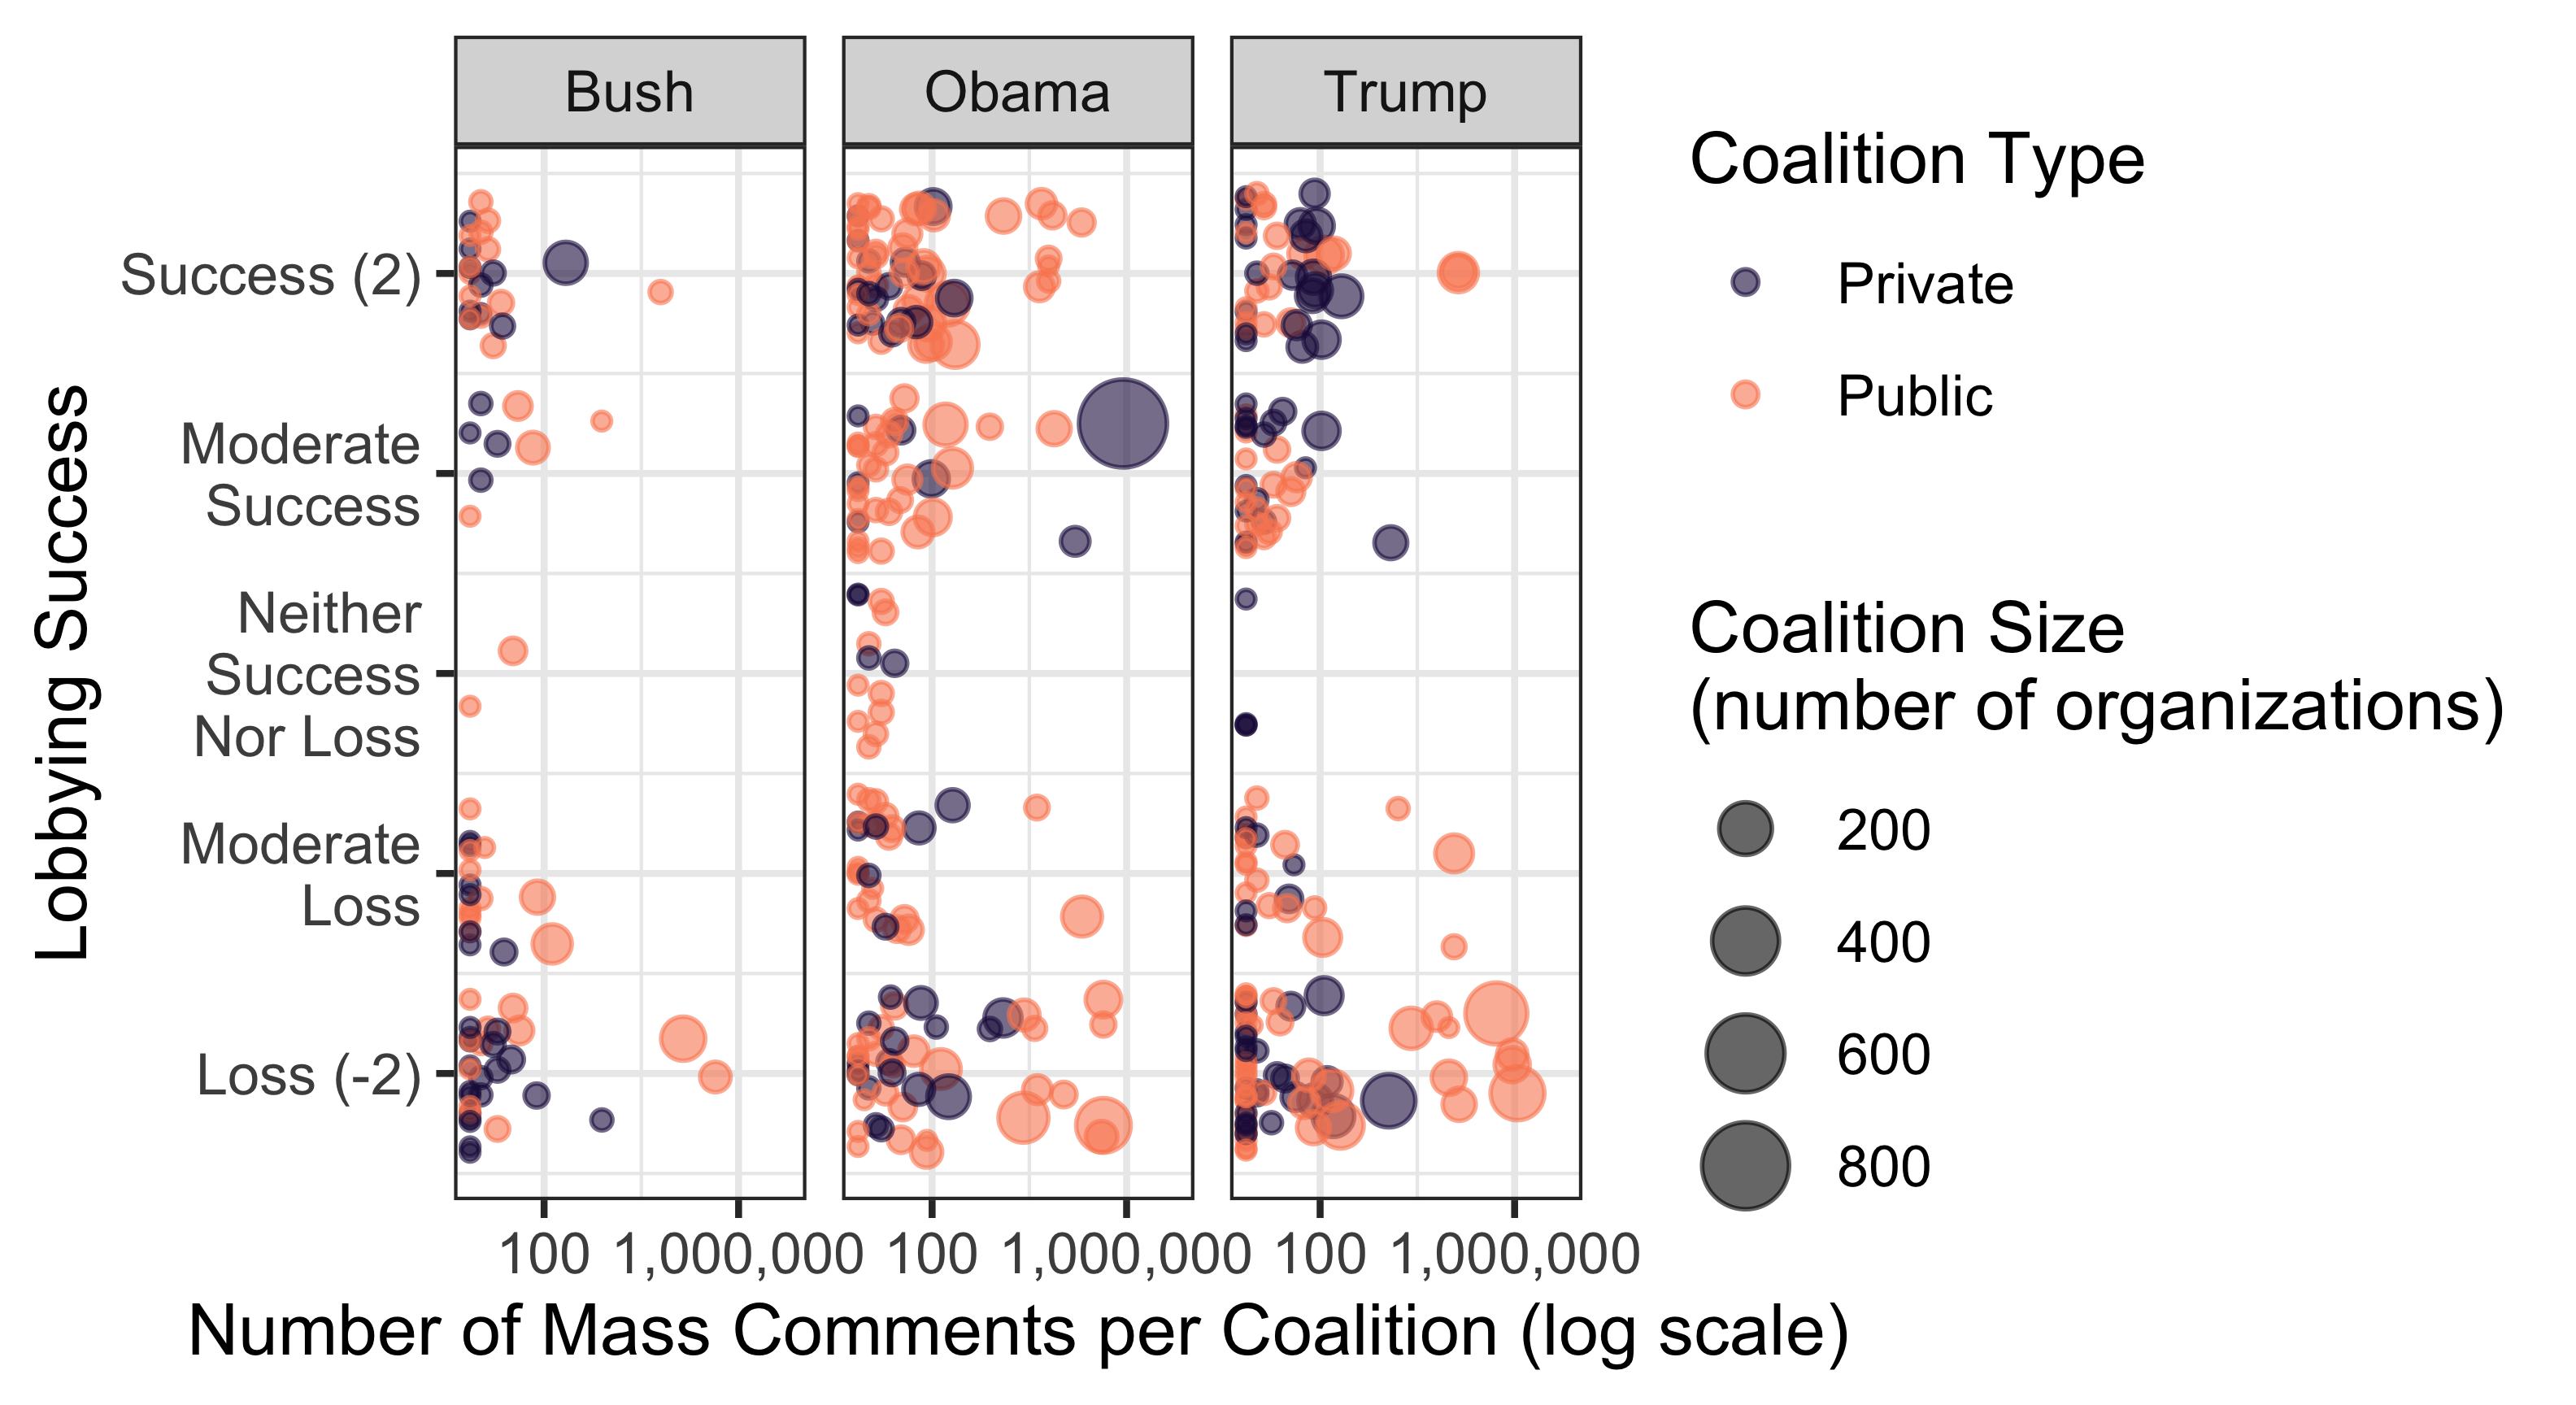 Bush
Obama
Trump
Lobbying Success
Success (2)
Moderate
Success
Neither
Success
Nor Loss
Moderate
Loss
Loss (-2)
100 1,000,000
100 1,000,000
100 1,000,000
Number of Mass Comments per Coalition (log scale)
Coalition Type
Private
Public
Coalition Size
(number of organizations)
200
400
600
800